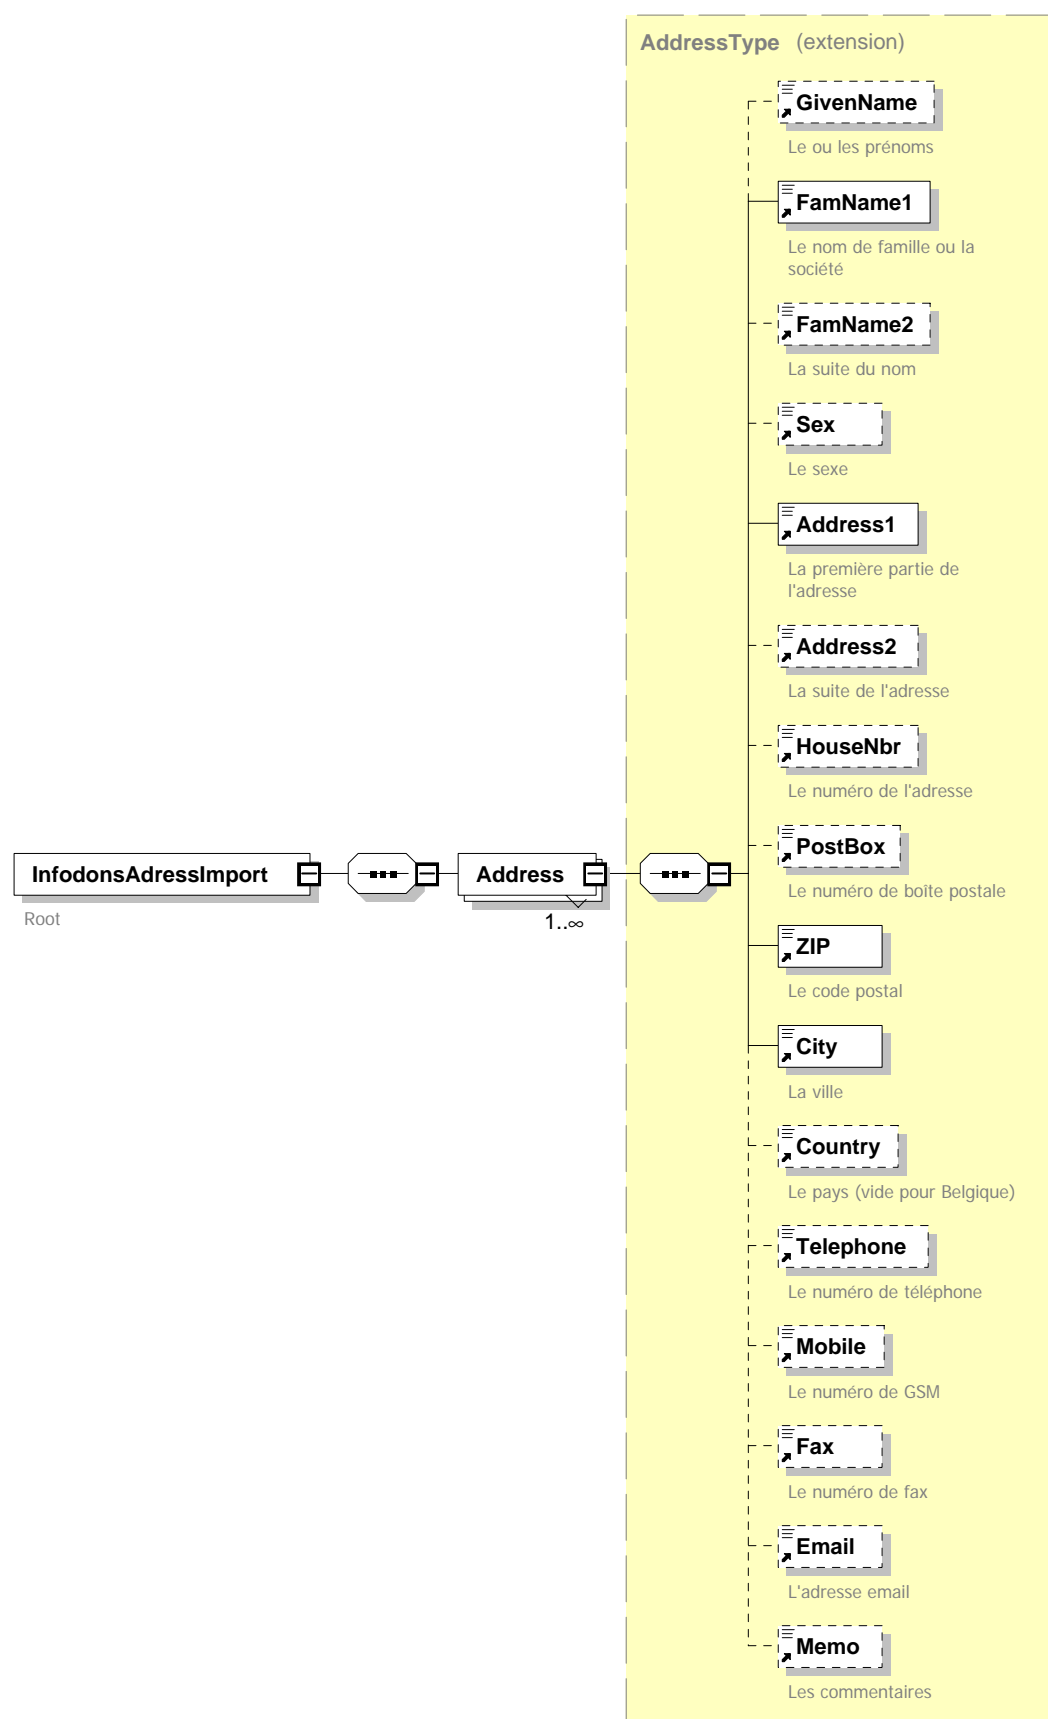 AddressType (extension)
GivenName
Le ou les prénoms
FamName1
Le nom de famille ou la
société
FamName2
La suite du nom
Sex
Le sexe
Address1
La première partie de
l'adresse
Address2
La suite de l'adresse
HouseNbr
Le numéro de l'adresse
InfodonsAdressImport
Root
Address
1..∞
PostBox
Le numéro de boîte postale
ZIP
Le code postal
City
La ville
Country
Le pays (vide pour Belgique)
Telephone
Le numéro de téléphone
Mobile
Le numéro de GSM
Fax
Le numéro de fax
Email
L'adresse email
Memo
Les commentaires